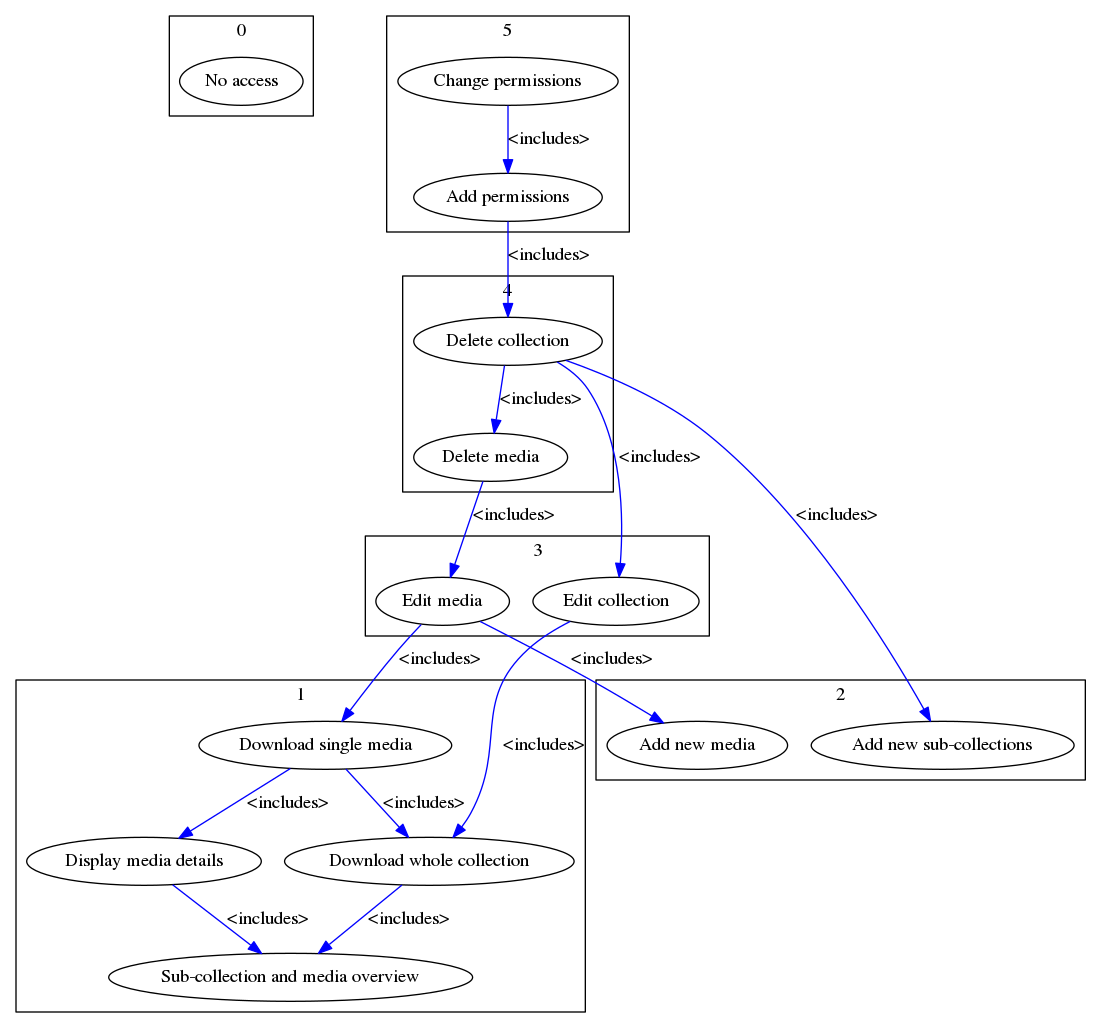 0
5
No access
Change permissions
<includes>
Add permissions
<includes>
4
Delete collection
<includes>
Delete media
<includes>
<includes>
<includes>
3
Edit media
Edit collection
<includes>
<includes>
1
2
Download single media
<includes>
Add new media
Add new sub-collections
<includes>
<includes>
Display media details
Download whole collection
<includes>
<includes>
Sub-collection and media overview